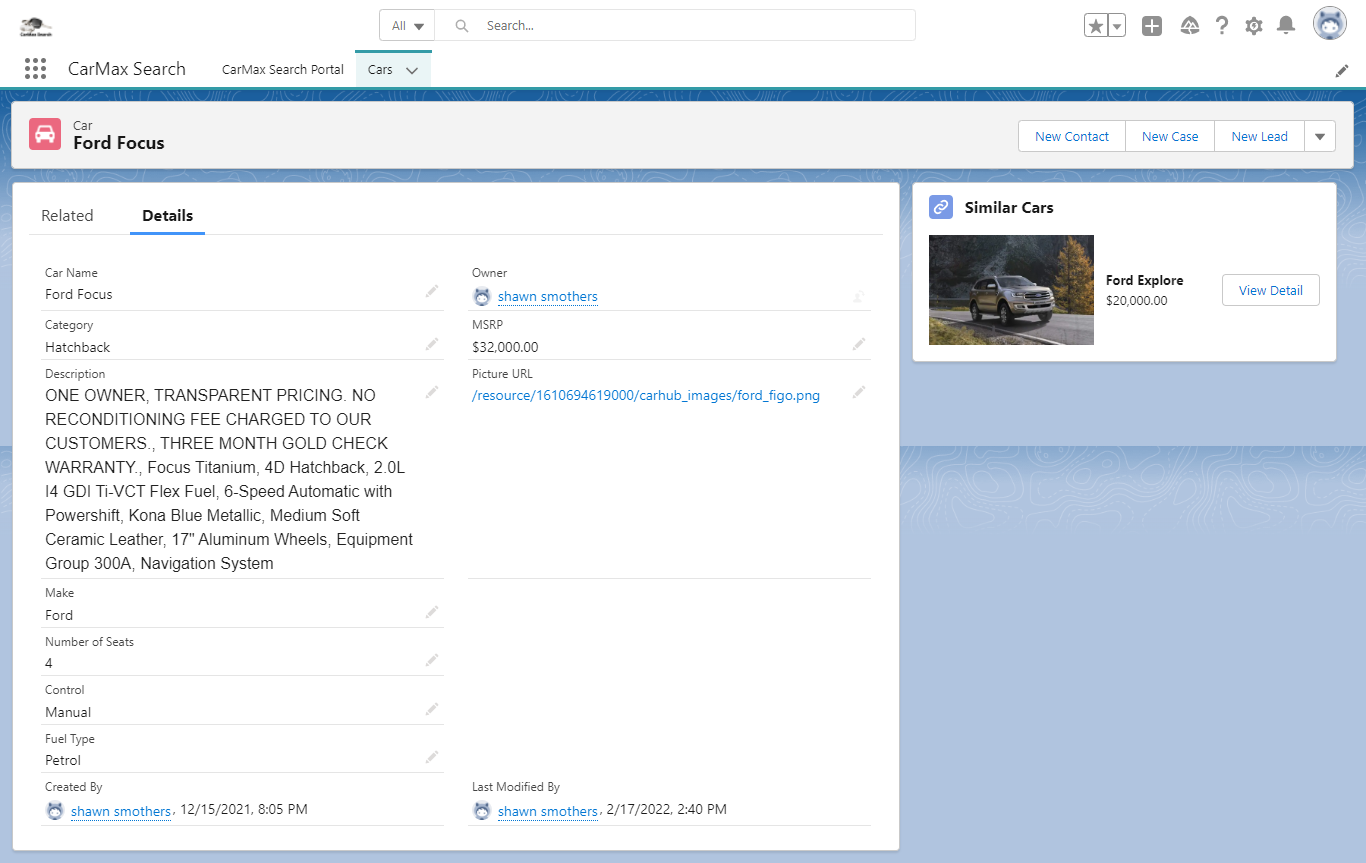 CarMax Search
All
Search...
CarMax Search
CarMax Search Portal
Cars
Car
Ford Focus
New Contact
New Case
New Lead
Related
Details
Car Name
Ford Focus
Owner
shawn smothers
Category
Hatchback
MSRP
$32,000.00
Description
ONE OWNER, TRANSPARENT PRICING. NO
RECONDITIONING FEE CHARGED TO OUR
CUSTOMERS., THREE MONTH GOLD CHECK
WARRANTY., Focus Titanium, 4D Hatchback, 2.0L
I4 GDI Ti-VCT Flex Fuel, 6-Speed Automatic with
Powershift, Kona Blue Metallic, Medium Soft
Ceramic Leather, 17" Aluminum Wheels, Equipment
Group 300A, Navigation System
Picture URL
/resource/1610694619000/carhub_images/ford_figo.png
Make
Ford
Number of Seats
4
Control
Manual
Fuel Type
Petrol
Created By
shawn smothers, 12/15/2021, 8:05 PM
Last Modified By
shawn smothers, 2/17/2022, 2:40 PM
Similar Cars
Ford Explore
$20,000.00
View Detail